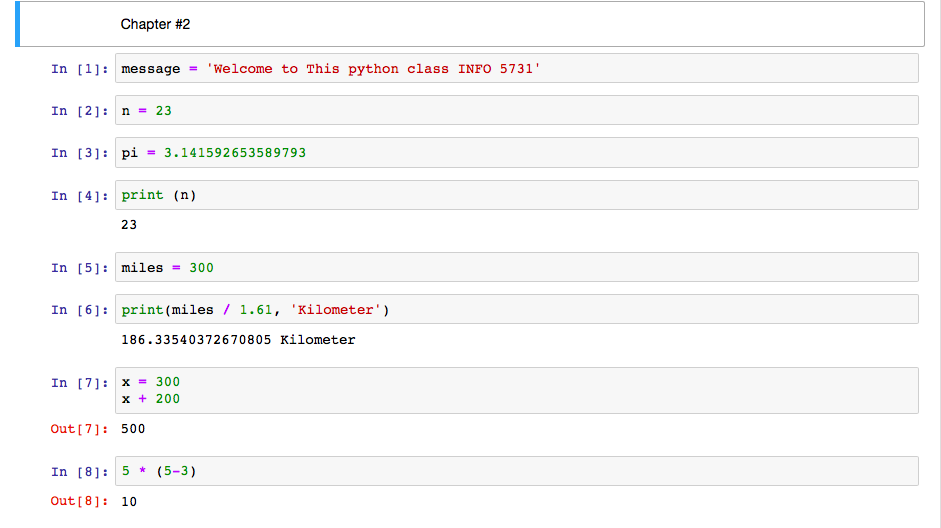 Chapter #2
In [1]: message = 'Welcome to This python class INFO 5731'
In [2]: n = 23
In [3]: pi = 3.141592653589793
In [4]: print (n)
23
In [5]: miles = 300
In [6]: print(miles / 1.61, 'Kilometer')
186.33540372670805 Kilometer
In [7]: x = 300
x + 200
Out[7]: 500
In [8]: 5 * (5-3)
Out[8]: 10